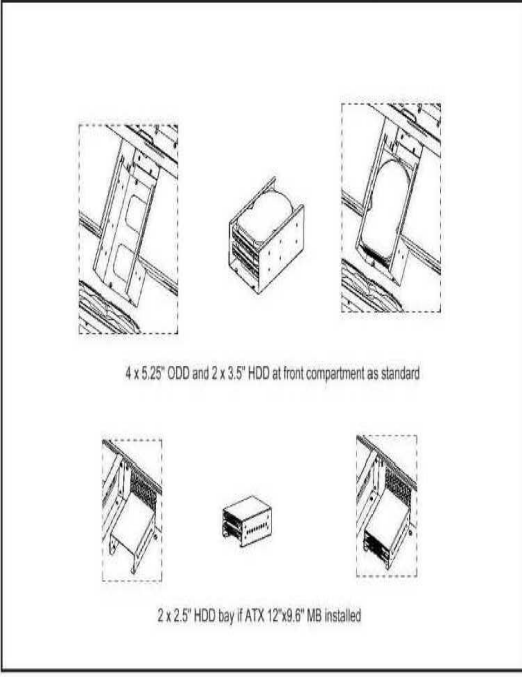 4 x 5.25" ODD and 2 x 3.5" HDD at front compartment as standard
2 x 2.5" HDD bay if ATX 12"x9.6" MB installed